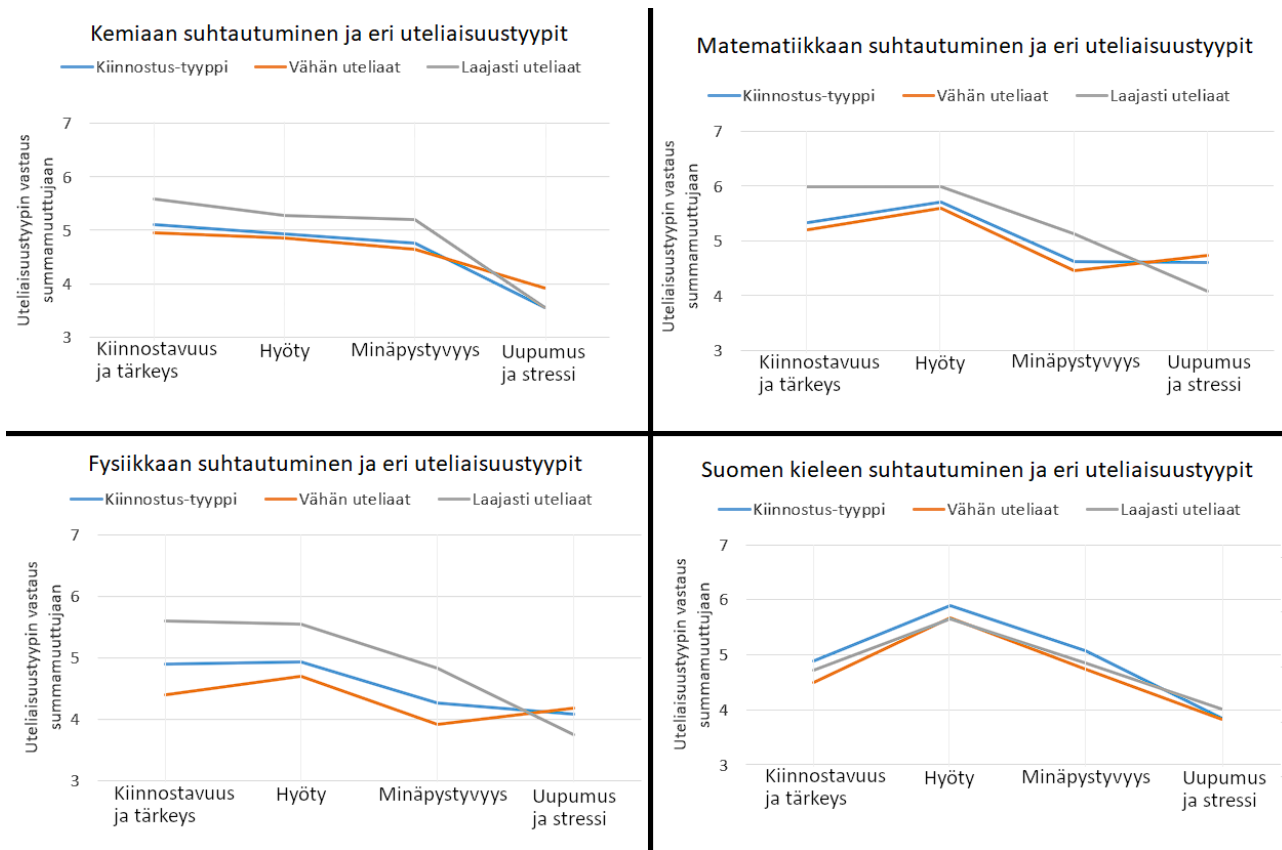 Kemiaan suhtautuminen ja eri uteliaisuustyypit
Kiinnostus-tyyppi Vähän uteliaat Laajasti uteliaat
Uteliaisuustyypin vastaus
summamuuttujaan
7
6
5
4
3
Kiinnostavuus
ja tärkeys
Hyöty
Minäpystyvyys
Uupumus
ja stressi
Matematiikkaan suhtautuminen ja eri uteliaisuustyypit
Kiinnostus-tyyppi Vähän uteliaat Laajasti uteliaat
Uteliaisuustyypin vastaus
summamuuttujaan
7
6
5
4
3
Kiinnostavuus
ja tärkeys
Hyöty
Minäpystyvyys
Uupumus
ja stressi
Fysiikkaan suhtautuminen ja eri uteliaisuustyypit
Kiinnostus-tyyppi Vähän uteliaat Laajasti uteliaat
Uteliaisuustyypin vastaus
summamuuttujaan
7
6
5
4
3
Kiinnostavuus
ja tärkeys
Hyöty
Minäpystyvyys
Uupumus
ja stressi
Suomen kieleen suhtautuminen ja eri uteliaisuustyypit
Kiinnostus-tyyppi Vähän uteliaat Laajasti uteliaat
Uteliaisuustyypin vastaus
summamuuttujaan
7
6
5
4
3
Kiinnostavuus
ja tärkeys
Hyöty
Minäpystyvyys
Uupumus
ja stressi